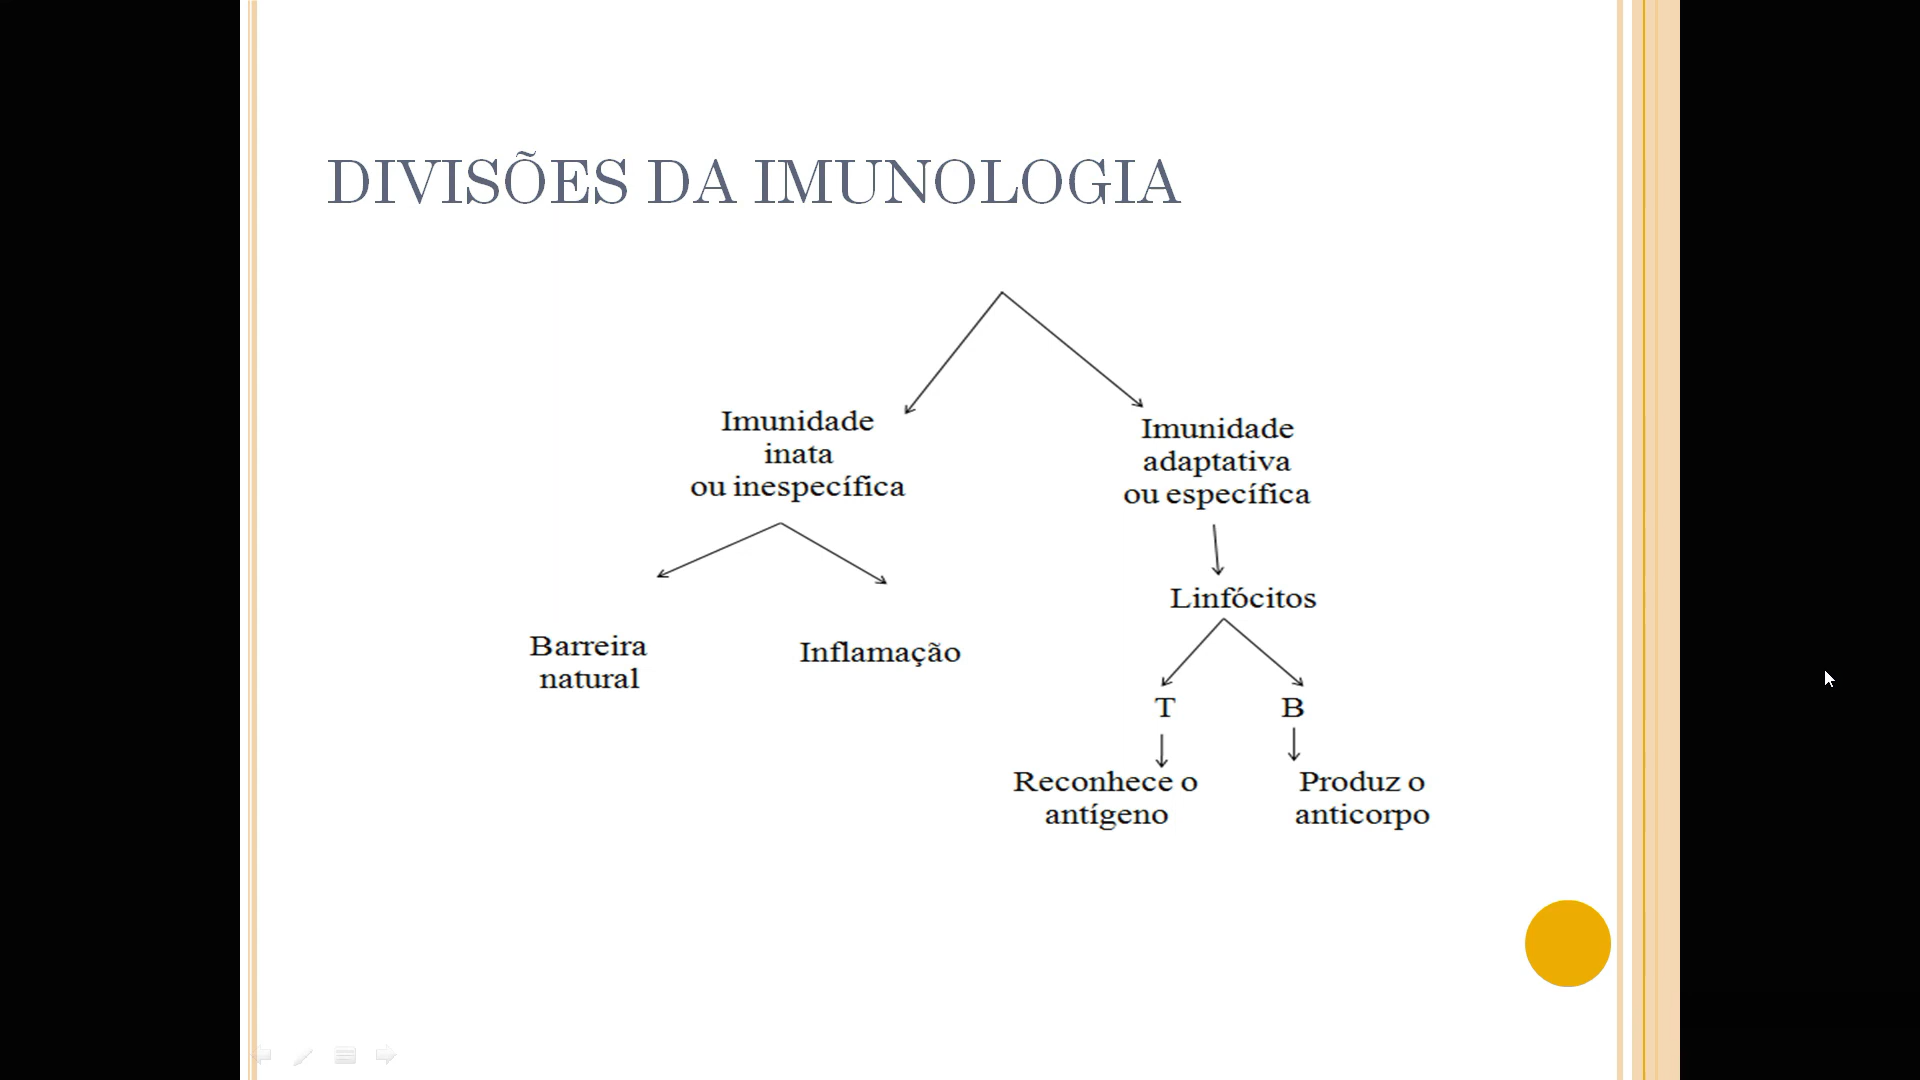 DIVISÕES DA IMUNOLOGIA
Imunidade
inata
ou inespecífica
Imunidade
adaptativa
ou específica
Barreira
natural
Inflamação
Linfócitos
T
B
Reconhece o
antígeno
Produz o
anticorpo